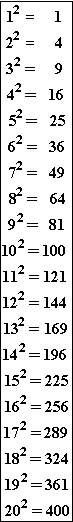 1² = 1
2² = 4
3² = 9
4² = 16
5² = 25
6² = 36
7² = 49
8² = 64
9² = 81
10² = 100
11² = 121
12² = 144
13² = 169
14² = 196
15² = 225
16² = 256
17² = 289
18² = 324
19² = 361
20² = 400